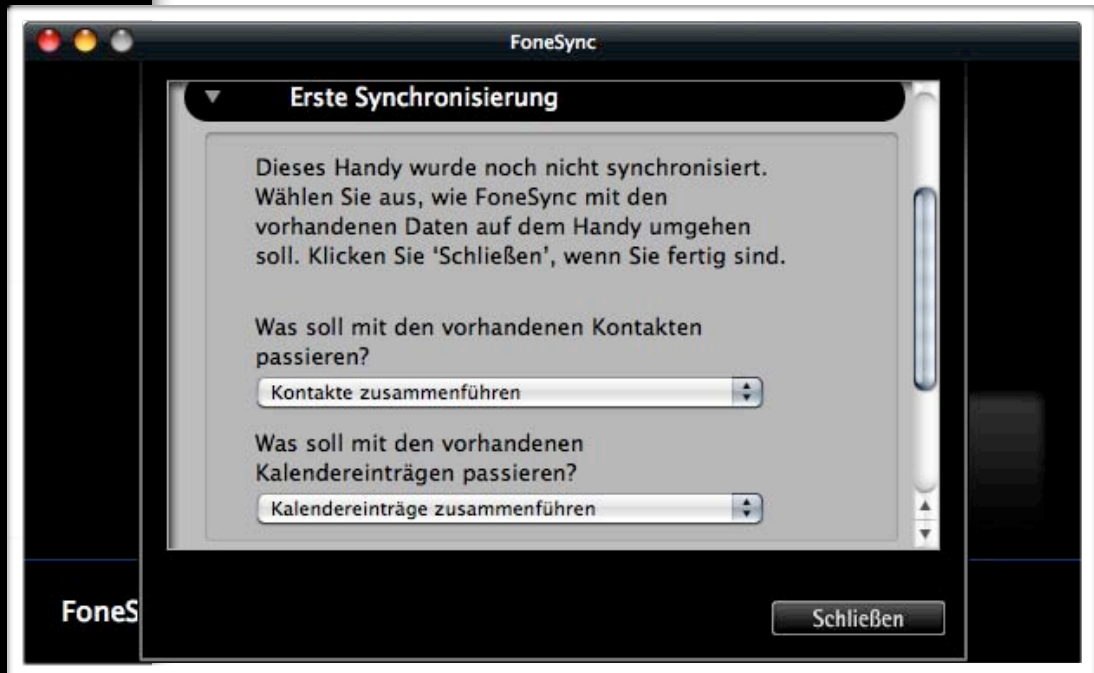 FoneSync
Erste Synchronisierung
Dieses Handy wurde noch nicht synchronisiert.
Wählen Sie aus, wie FoneSync mit den
vorhandenen Daten auf dem Handy umgehen
soll. Klicken Sie ‘Schließen’, wenn Sie fertig sind.
Was soll mit den vorhandenen Kontakten
passieren?
Kontakte zusammenführen
Was soll mit den vorhandenen
Kalendereinträgen passieren?
Kalendereinträge zusammenführen
FoneS
Schließen